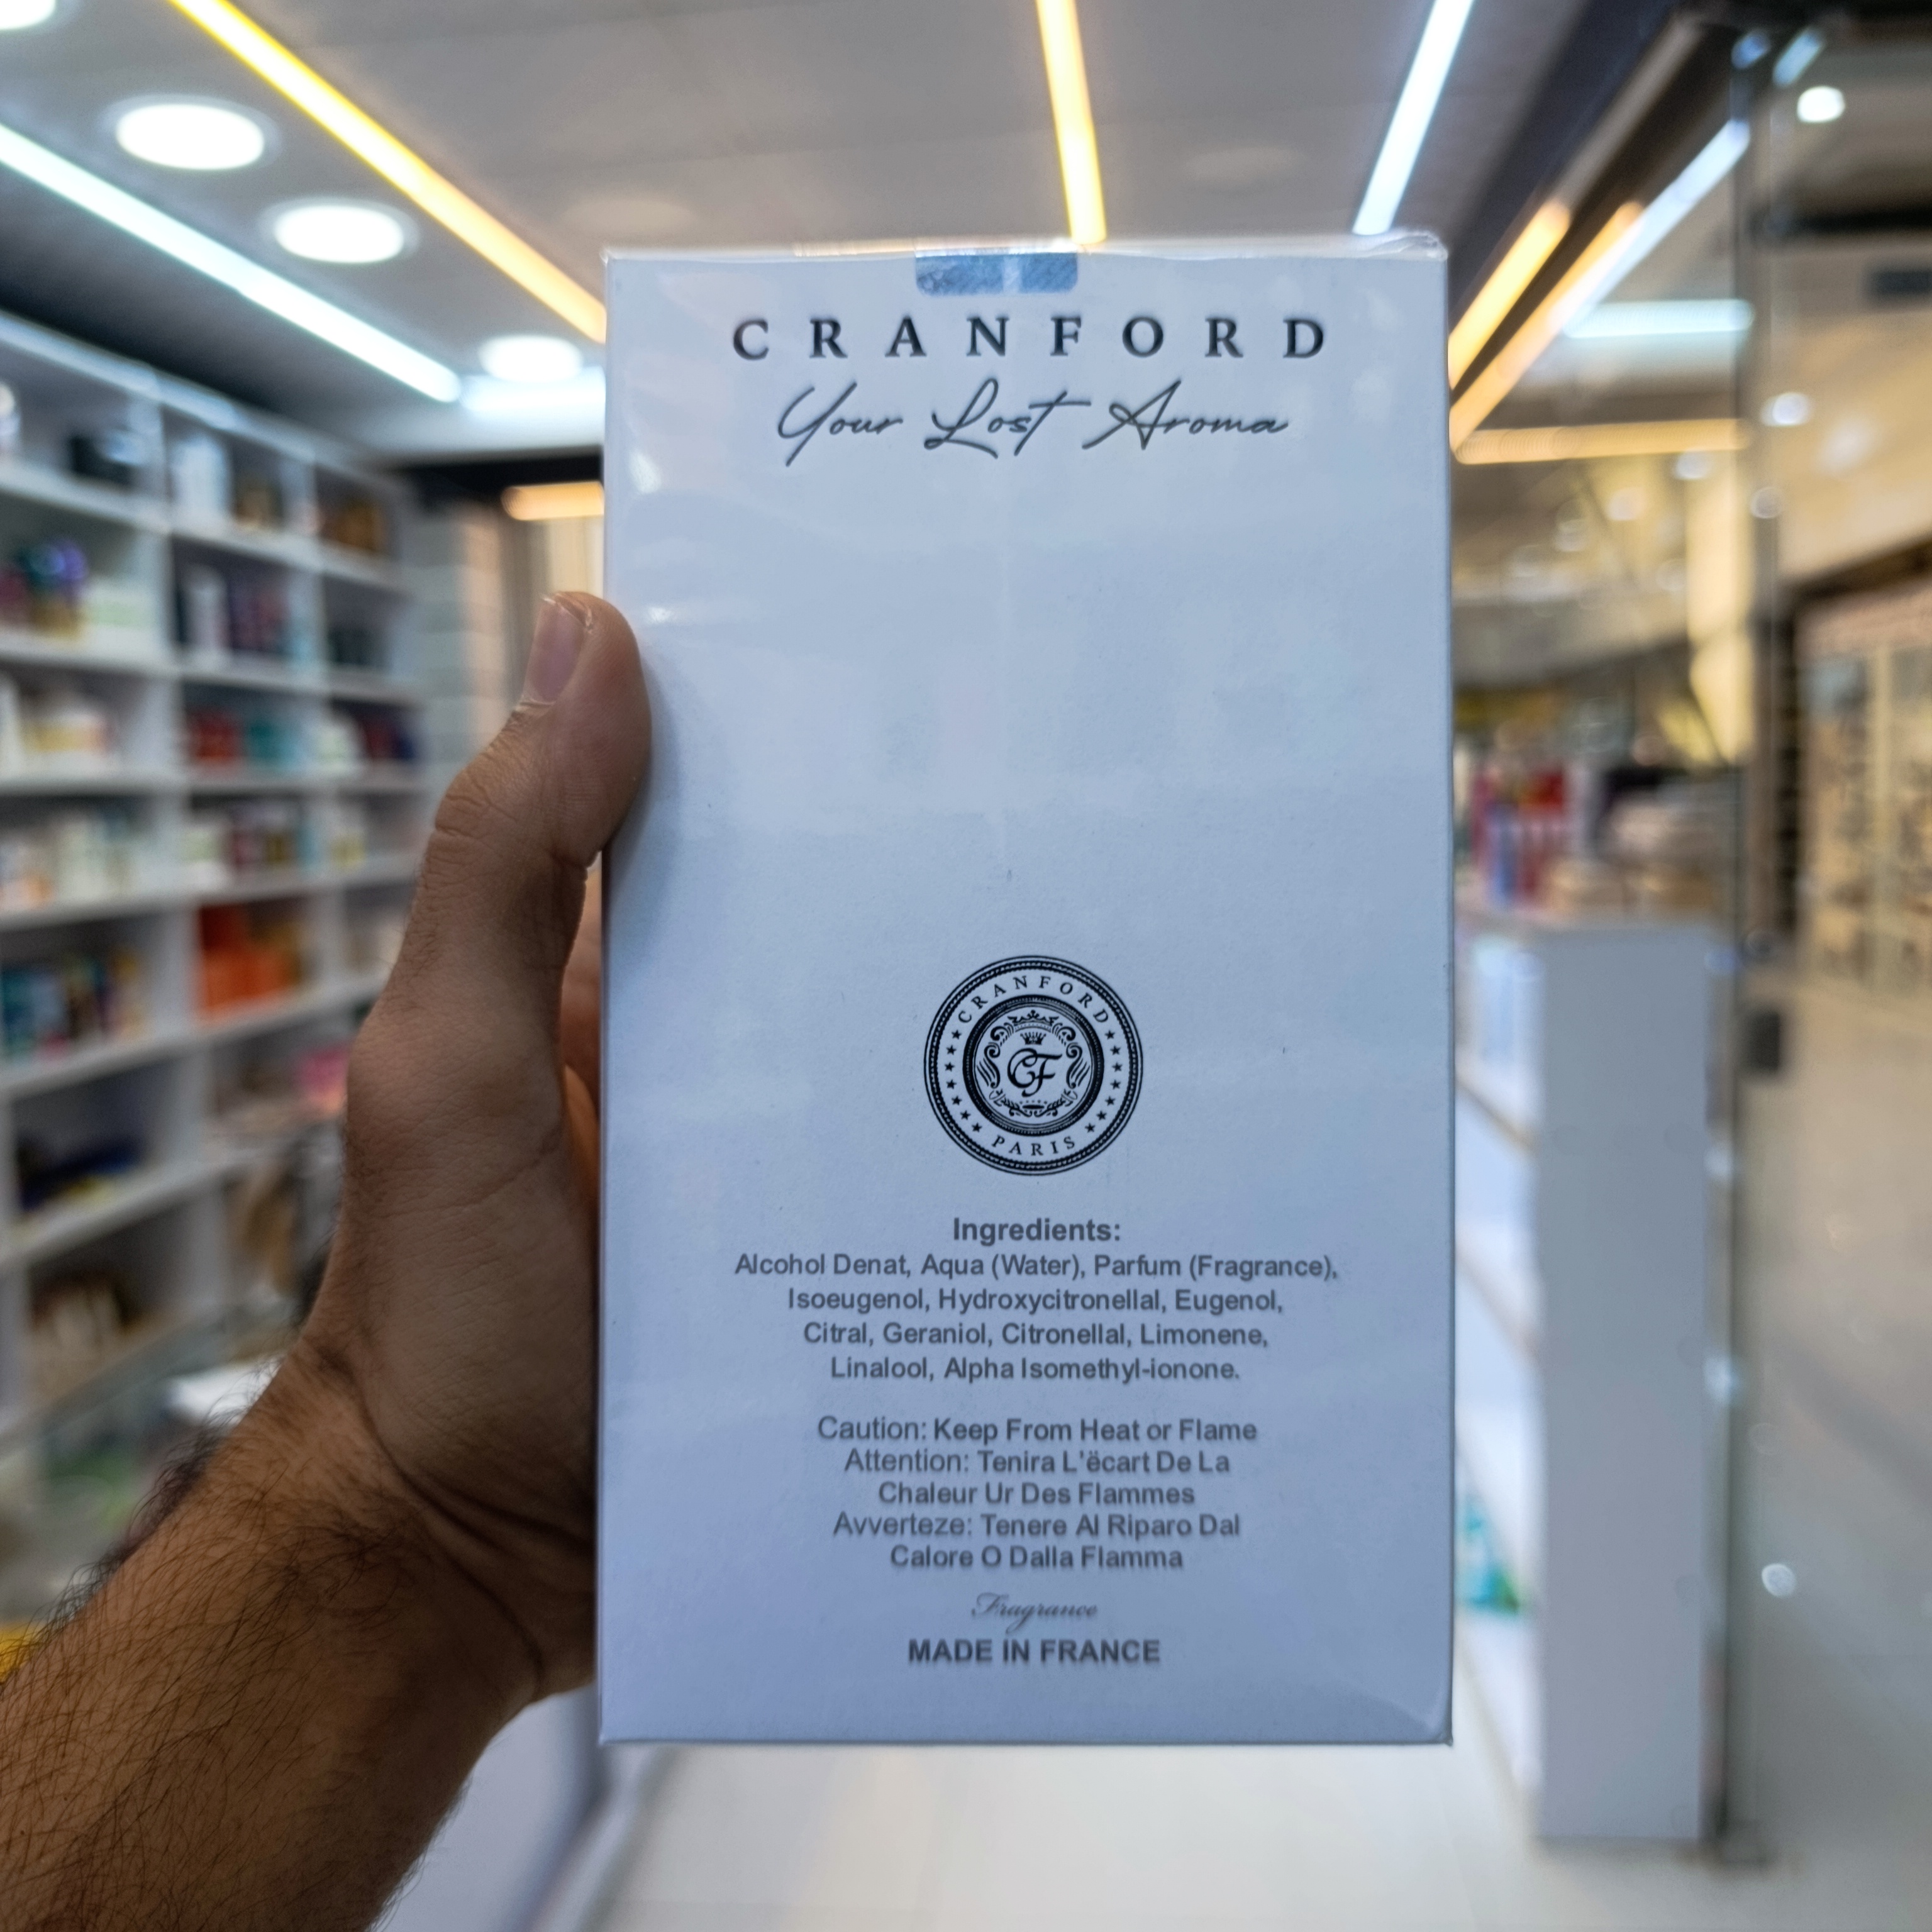 CRANFORD
Your Lost Aroma
CRANFORD
CF
PARIS
Ingredients:
Alcohol Denat, Aqua (Water), Parfum (Fragrance),
Isoeugenol, Hydroxycitronellal, Eugenol,
Citral, Geraniol, Citronellal, Limonene,
Linalool, Alpha Isomethyl-ionone.
Caution: Keep From Heat or Flame
Attention: Tenira L'ëcart De La
Chaleur Ur Des Flammes
Avverteze: Tenere Al Riparo Dal
Calore O Dalla Flamma
Fragrance
MADE IN FRANCE